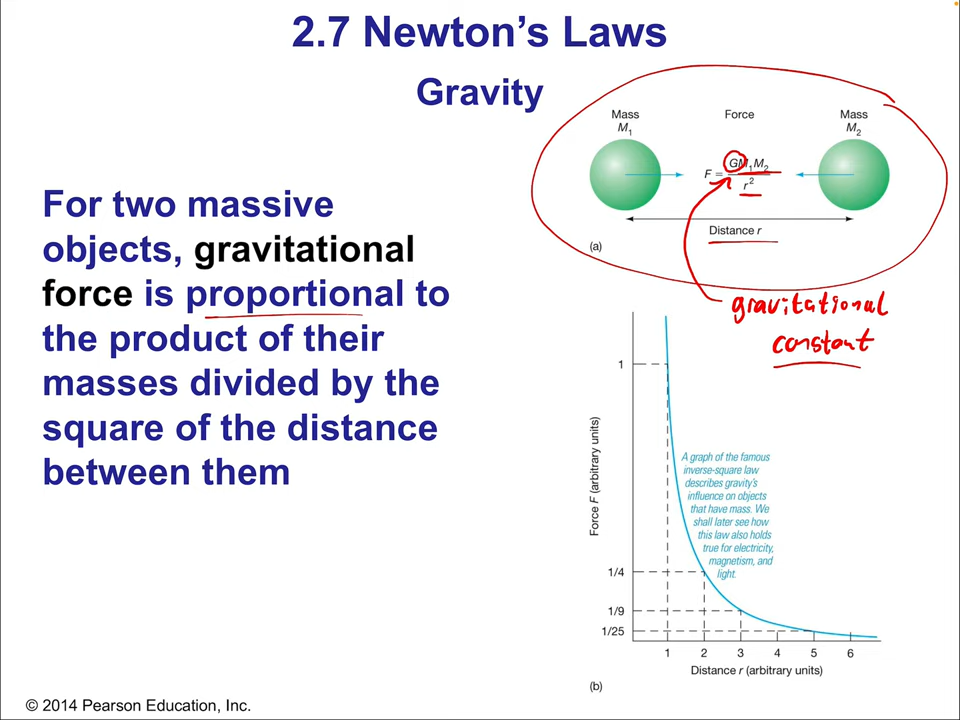 2.7 Newton's Laws
Gravity
For two massive
objects, gravitational
force is proportional to
the product of their
masses divided by the
square of the distance
between them
Mass
M₁
Force
Mass
M₂
F = GM₁M₂
r²
Distance r
(a)
gravitational
constant
Force F (arbitrary units)
1
1/4
1/9
1/25
A graph of the famous
inverse-square law
describes gravity's
influence on objects
that have mass. We
shall later see how
this law also holds
true for electricity,
magnetism, and
light.
1 2 3 4 5 6
Distance r (arbitrary units)
(b)
© 2014 Pearson Education, Inc.